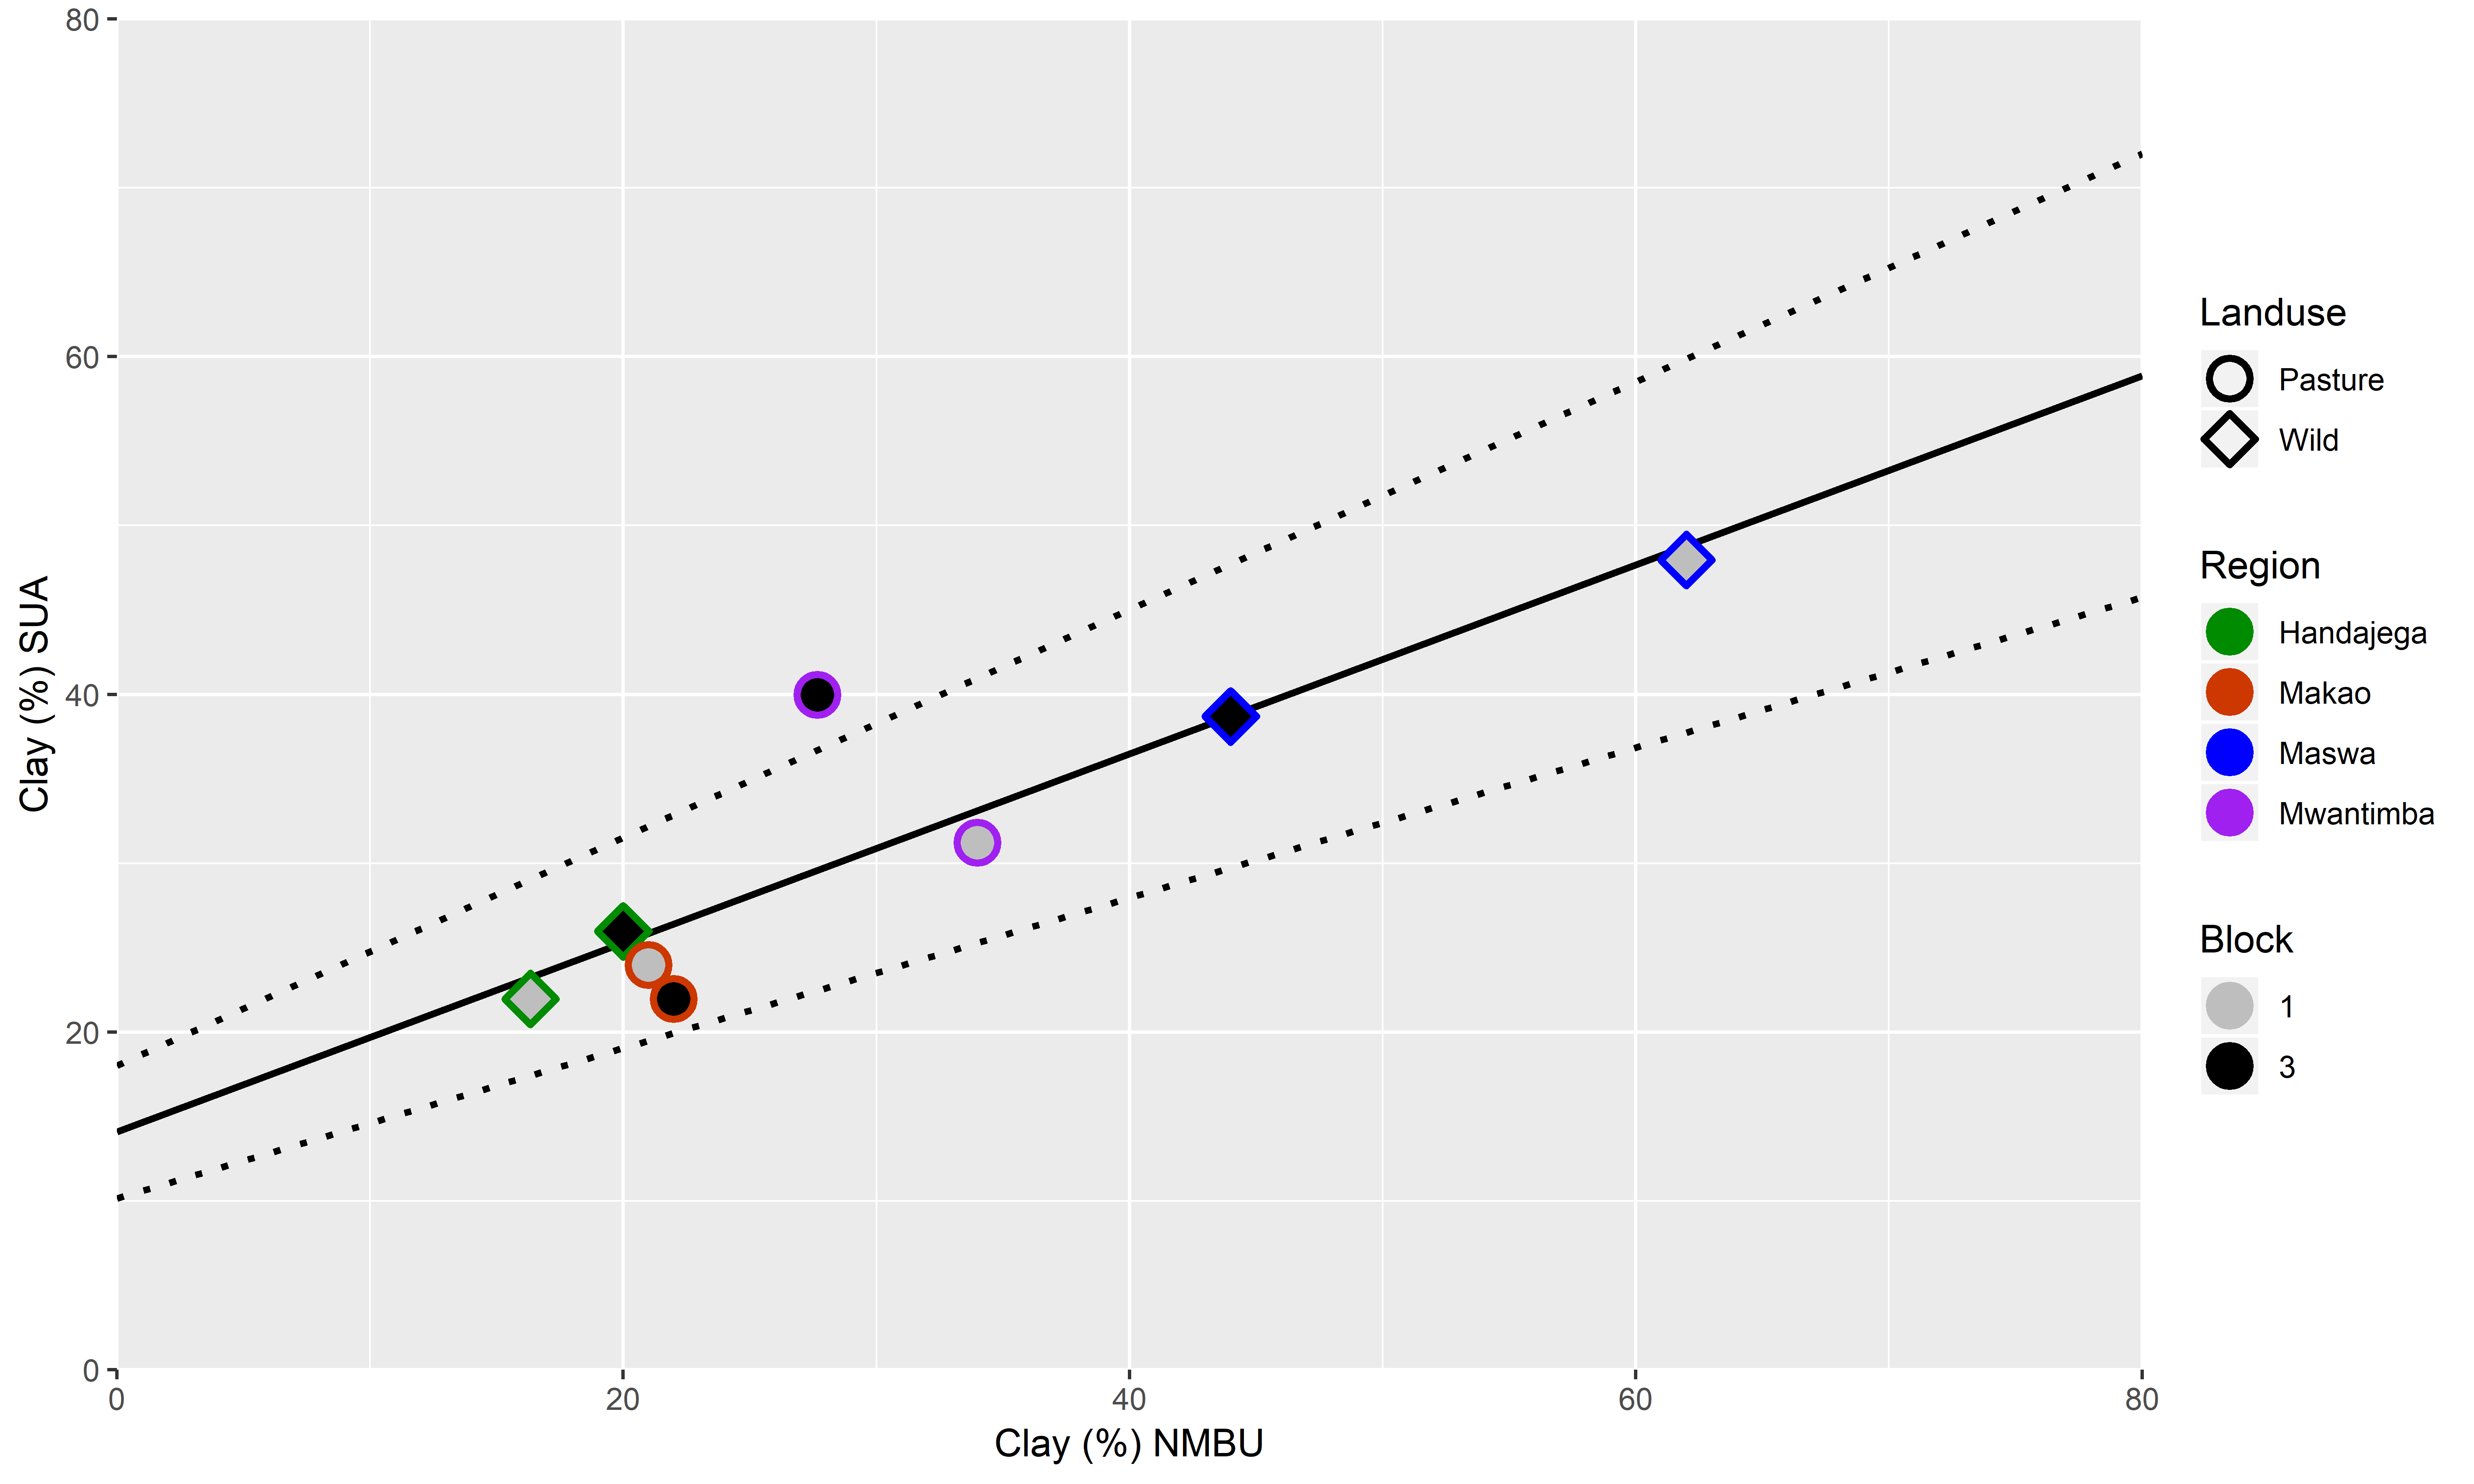 80
60
40
20
0
Clay (%) SUA
0 20 40 60 80
Clay (%) NMBU
Landuse
Pasture
Wild
Region
Handajega
Makao
Maswa
Mwantimba
Block
1
3